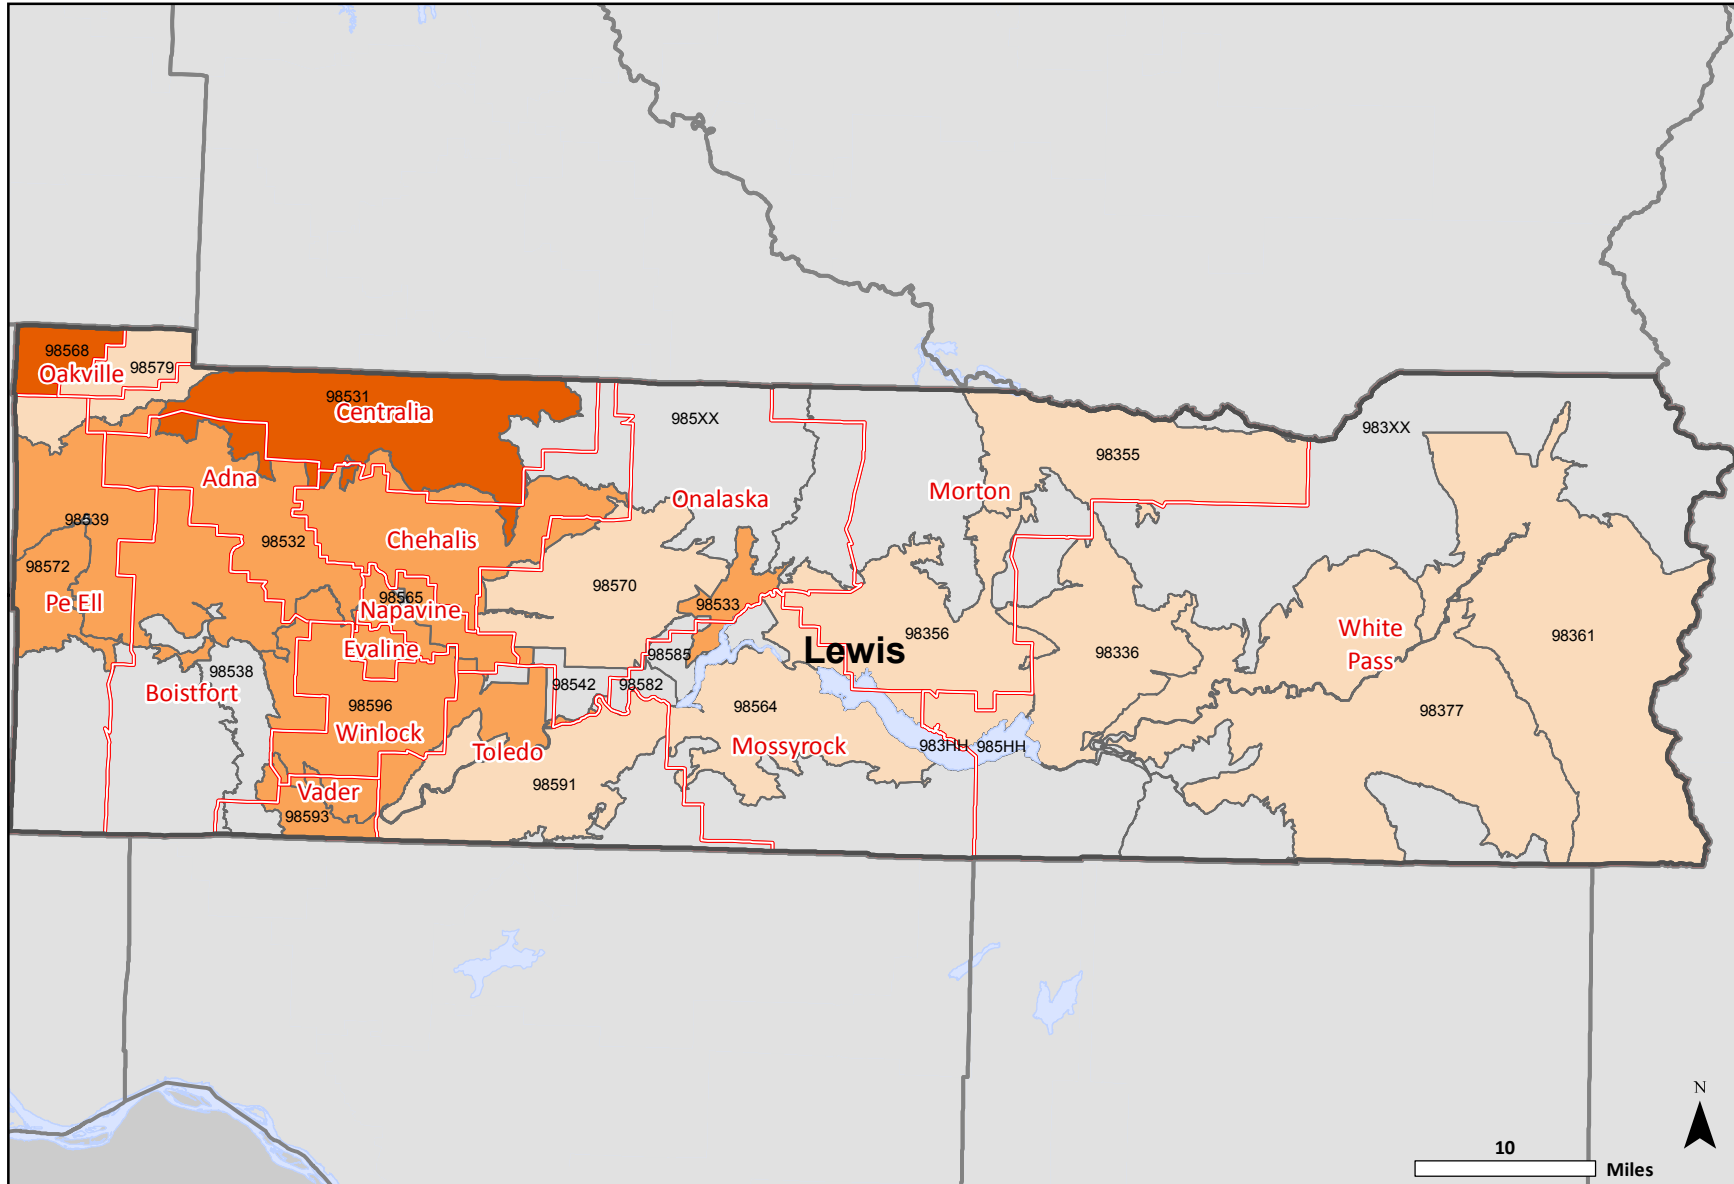 98568
Oakville
98579
98531
Centralia
985XX
983XX
98355
Adna
Onalaska
Morton
98539
98532
Chehalis
98572
98570
98565
Pe Ell
Napavine
98533
98356
White
Pass
98361
Evaline
Lewis
98336
98585
98538
Boistfort
98542
98582
98596
98564
98377
Winlock
Toledo
Mossyrock
983HH
985HH
98591
Vader
98593
N
10
Miles